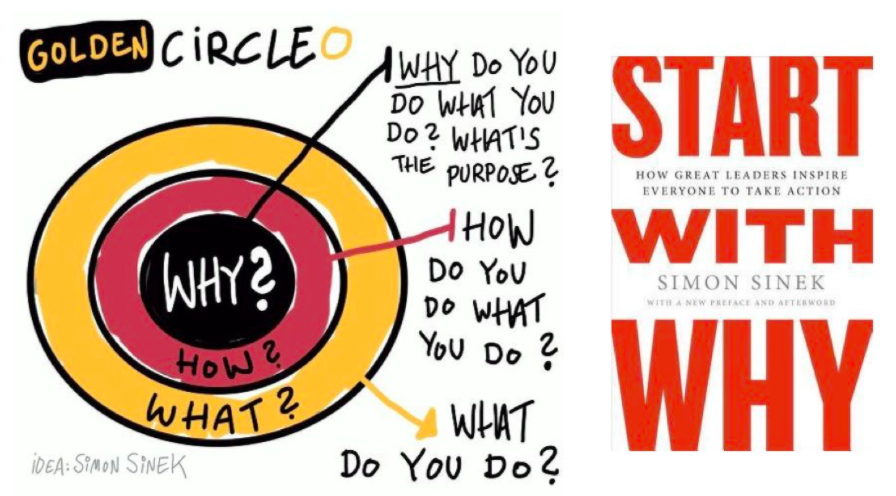 GOLDEN CIRCLE
WHY DO YOU
DO WHAT YOU
DO? WHAT'S
THE PURPOSE?
HOW
DO YOU
DO WHAT
YOU DO?
WHAT
DO YOU DO?
WHY?
HOW?
WHAT?
IDEA: SIMON SINEK
START
HOW GREAT LEADERS INSPIRE
EVERYONE TO TAKE ACTION
WITH
SIMON SINEK
WITH A NEW PREFACE AND AFTERWORD
WHY